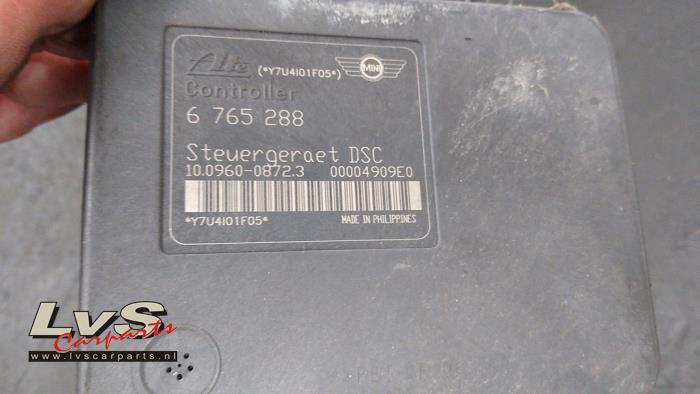 Ate (*Y7U4I01F05*) MINI
Controller
6 765 288
Steuergeraet DSC
10.0960-0872.3 00004909E0
*Y7U4I01F05* MADE IN PHILIPPINES
LvS
Carparts
www.lvscarparts.nl